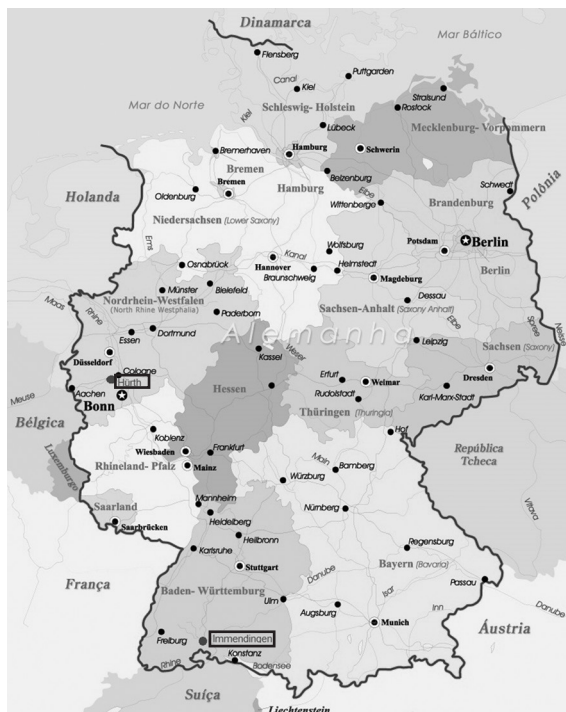 Dinamarca
Mar Báltico
Flensberg
Canal
Kiel
Puttgarden
Mar do Norte
Kiel
Schleswig- Holstein
Stralsund
Rostock
Lübeck
Mecklenburg- Vorpommern
Bremerhaven
Hamburg
Schwerin
Bremen
Belzenburg
Holanda
Oldenburg
Bremen
Hamburg
Elbe
Schwedt
Polônia
Wittenberge
Brandenburg
Niedersachsen (Lower Saxony)
Ems
Wolfsburg
Potsdam
Berlin
Kanal
Osnabrück
Hannover
Helmstedt
Braunschweig
Magdeburg
Berlin
Münster
Bielefeld
Nordrhein-Westfalen
(North Rhine Westphalia)
Dessau
Maas
Rhine
Paderborn
Sachsen-Anhalt (Saxony Anhalt)
Elbe
Spree
Neisse
Essen
Dortmund
Alemanha
Leipzig
Sachsen (Saxony)
Düsseldorf
Kassel
Weser
Cologne
Hürth
Hessen
Erfurt
Weimar
Dresden
Aachen
Meuse
Bonn
Rudolstadt
Karl-Marx-Stadt
Thüringen (Thuringia)
Bélgica
Koblenz
Hof
Luxemburgo
Wiesbaden
Frankfurt
República
Tcheca
Rhineland- Pfalz
Mainz
Main
Bamberg
Würzburg
Saarland
Mannheim
Nürnberg
Vltava
Saarbrücken
Heidelberg
Heilbronn
Regensburg
Karlsruhe
Stuttgart
Bayern (Bavaria)
França
Danube
Passau
Baden- Württemburg
Isar
Ulm
Augsburg
Inn
Danube
Munich
Áustria
Freiburg
Immendingen
Konstanz
Rhine
Bodensee
Suíça
Liechtenstein